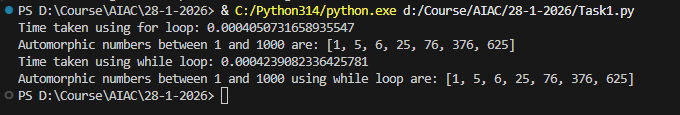 PS D:\Course\AIAC\28-1-2026> & C:/Python314/python.exe d:/Course/AIAC/28-1-2026/Task1.py
Time taken using for loop: 0.0004050731658935547
Automorphic numbers between 1 and 1000 are: [1, 5, 6, 25, 76, 376, 625]
Time taken using while loop: 0.0004239082336425781
Automorphic numbers between 1 and 1000 using while loop are: [1, 5, 6, 25, 76, 376, 625]
PS D:\Course\AIAC\28-1-2026>